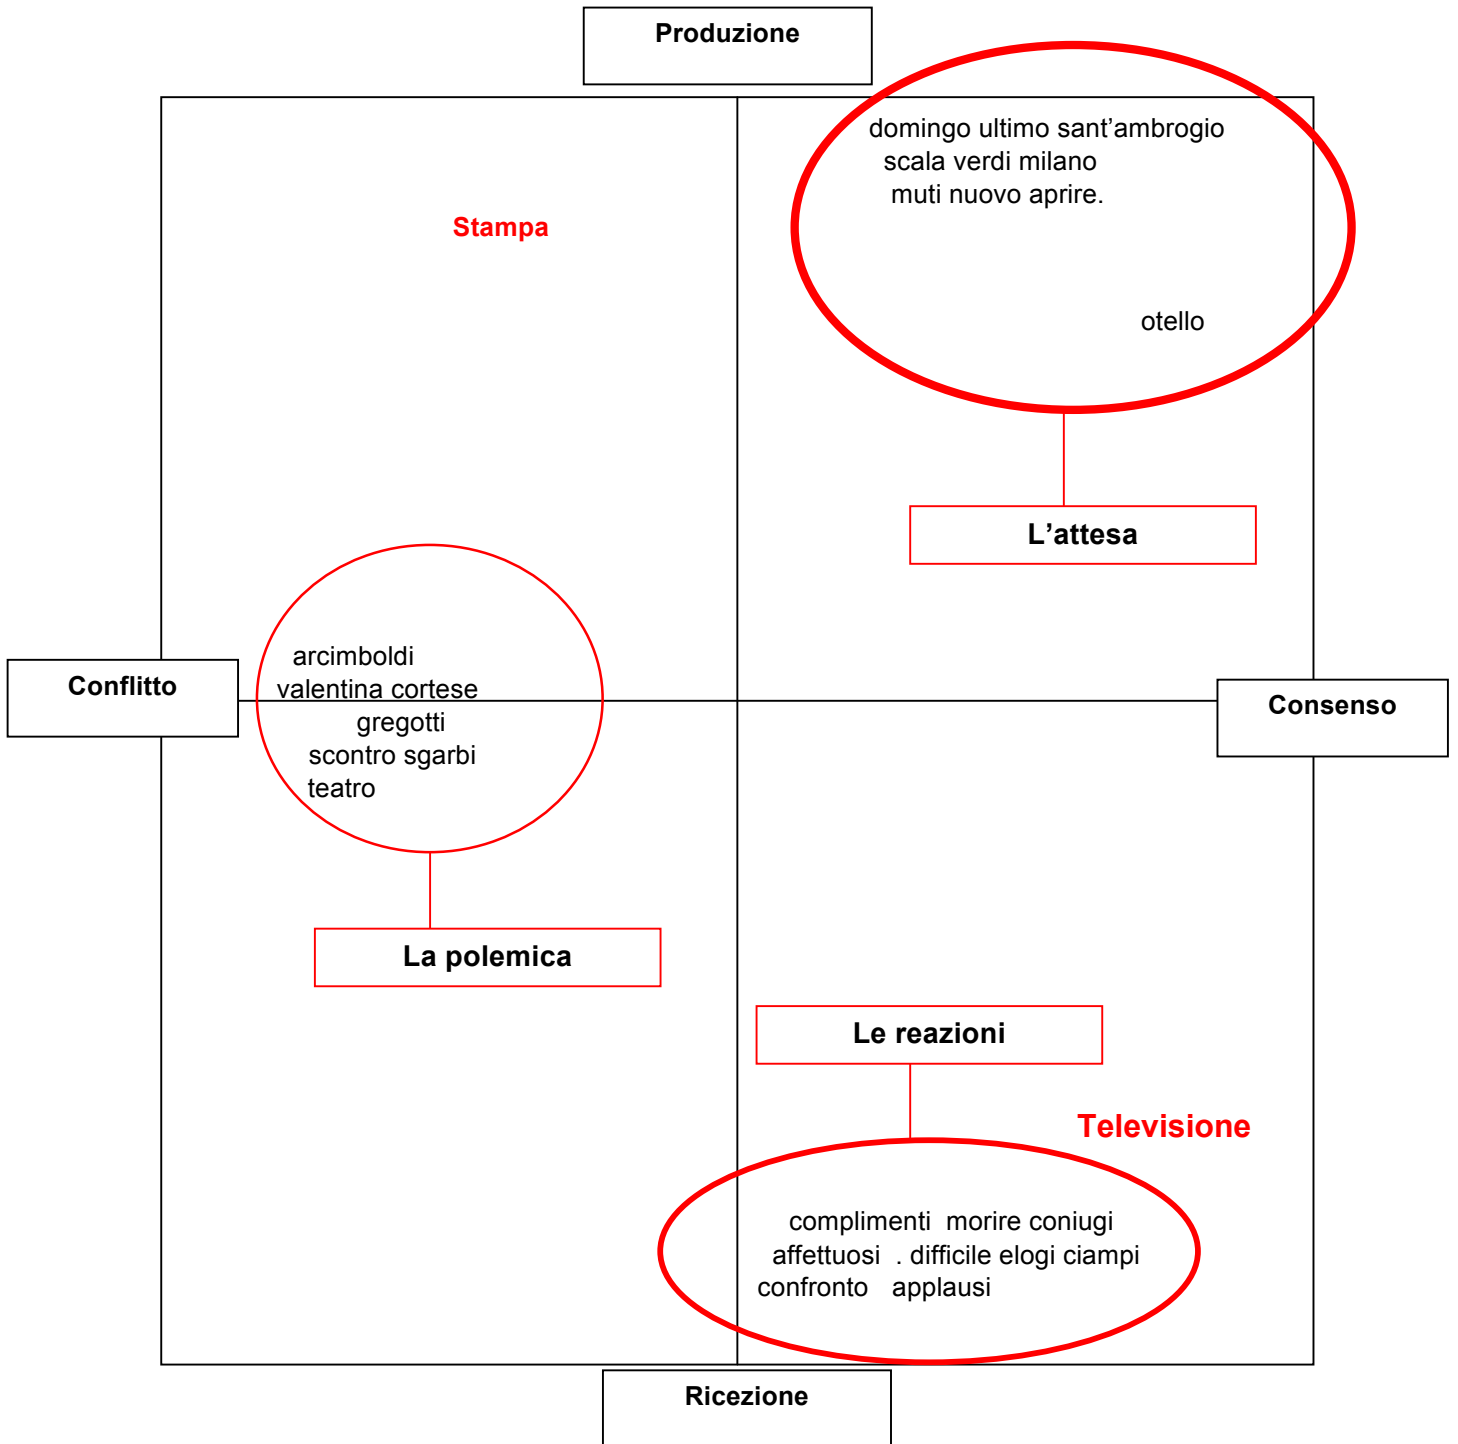 Produzione
domingo ultimo sant’ambrogio
scala verdi milano
muti nuovo aprire.
Stampa
otello
L’attesa
arcimboldi
valentina cortese
gregotti
scontro sgarbi
teatro
Conflitto
Consenso
La polemica
Le reazioni
Televisione
complimenti morire coniugi
affettuosi . difficile elogi ciampi
confronto applausi
Ricezione